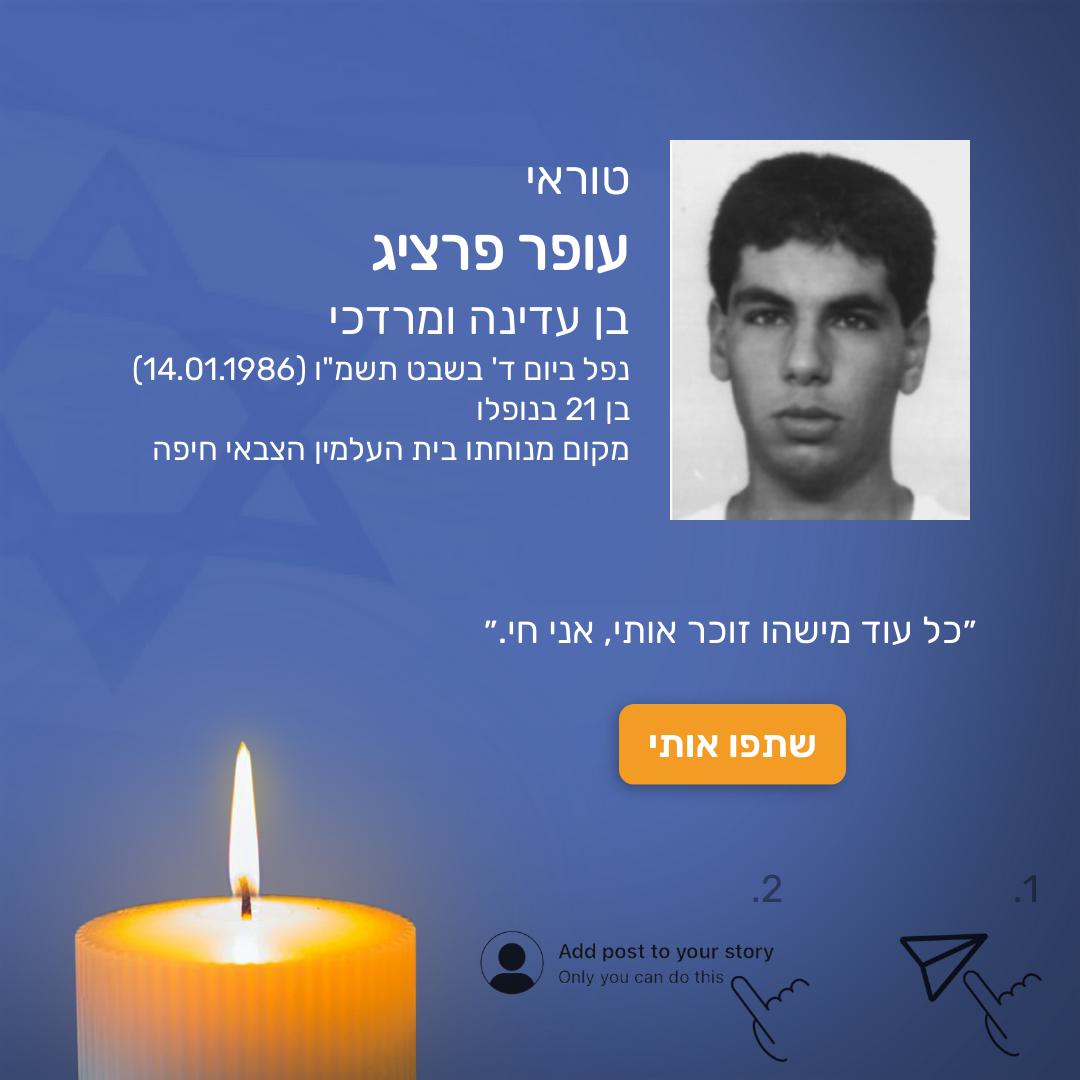 טוראי
עופר פרציג
בן עדינה ומרדכי
נפל ביום ד' בשבט תשמ"ו (14.01.1986)
בן 21 בנופלו
מקום מנוחתו בית העלמין הצבאי חיפה
״כל עוד מישהו זוכר אותי, אני חי.״
שתפו אותי
1.
2.
Add post to your story
Only you can do this